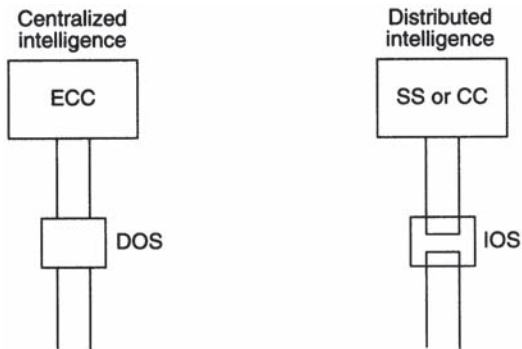 Centralized
intelligence
ECC
DOS
Distributed
intelligence
SS or CC
IOS